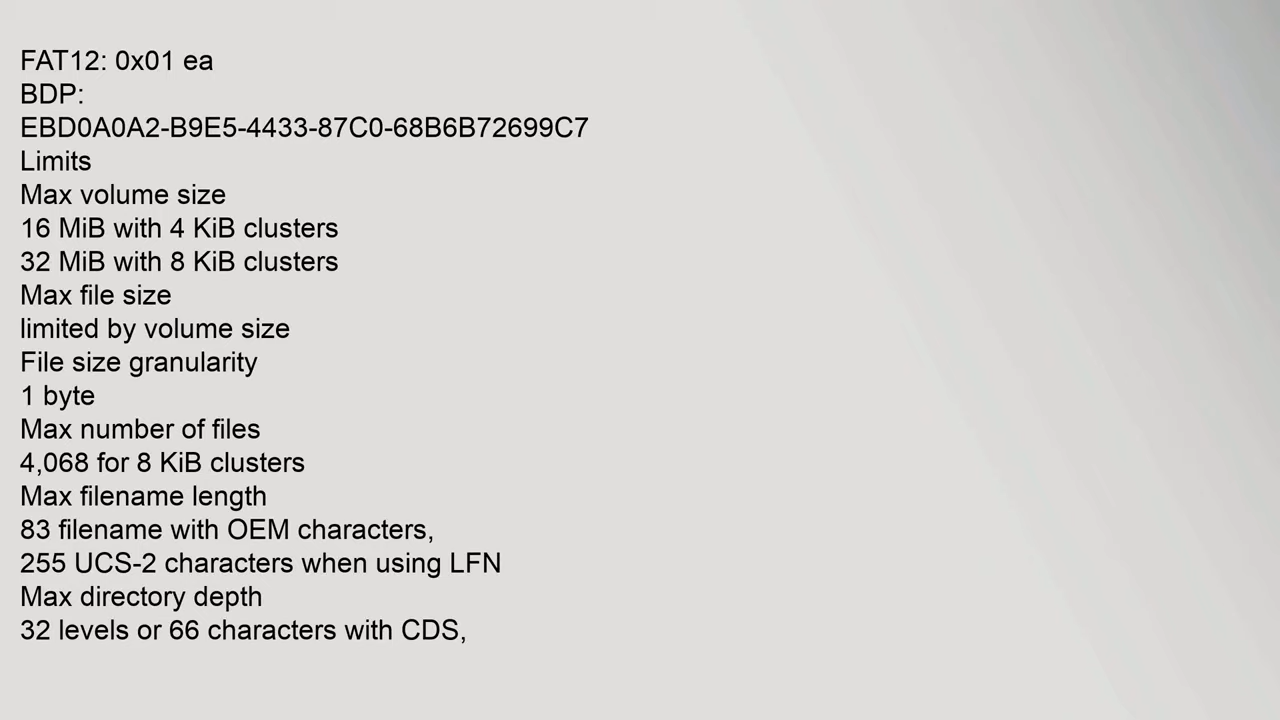 FAT12: 0x01 ea
BDP:
EBD0A0A2-B9E5-4433-87C0-68B6B72699C7
Limits
Max volume size
16 MiB with 4 KiB clusters
32 MiB with 8 KiB clusters
Max file size
limited by volume size
File size granularity
1 byte
Max number of files
4,068 for 8 KiB clusters
Max filename length
83 filename with OEM characters,
255 UCS-2 characters when using LFN
Max directory depth
32 levels or 66 characters with CDS,